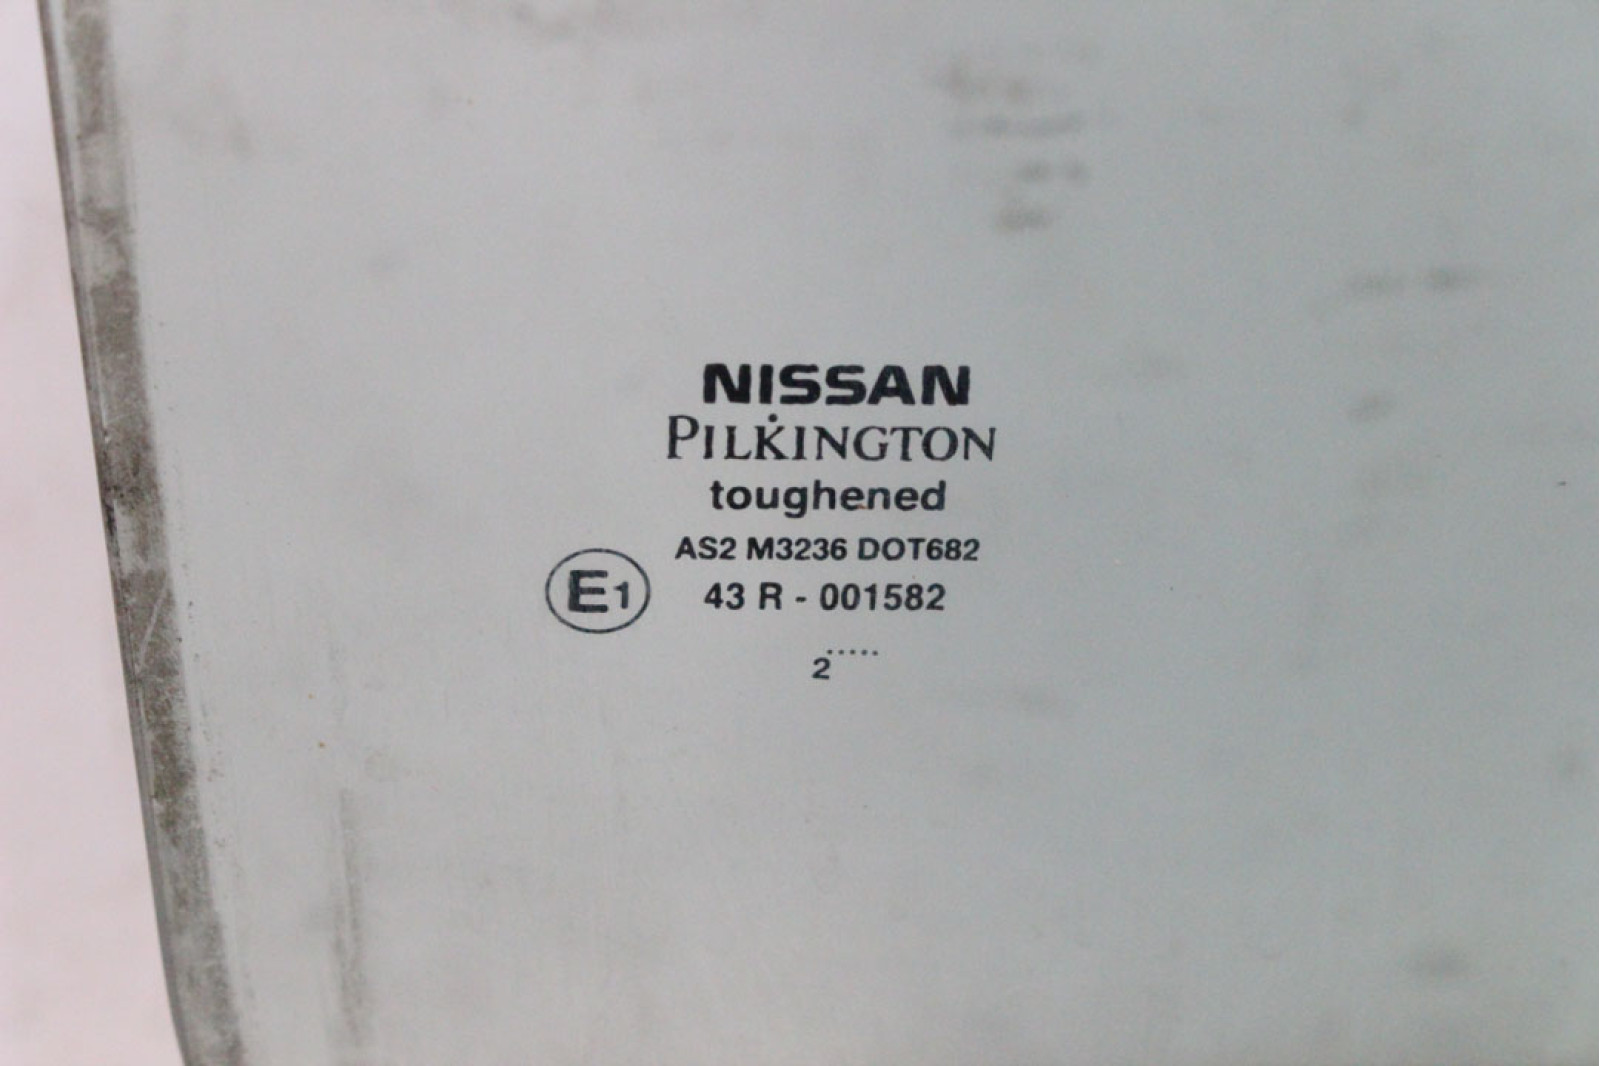 NISSAN
PILKINGTON
toughened
AS2 M3236 DOT682
E1 43 R - 001582
2.....